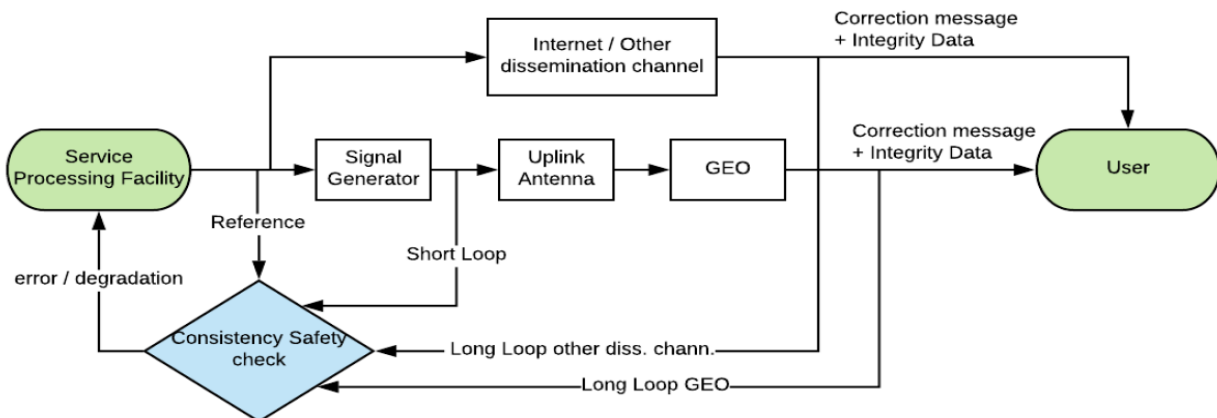 Correction message
+ Integrity Data
Internet / Other
dissemination channel
Correction message
+ Integrity Data
Service
Processing Facility
Signal
Generator
Uplink
Antenna
GEO
User
Reference
Short Loop
error / degradation
Consistency Safety
check
Long Loop other diss. chann.
Long Loop GEO